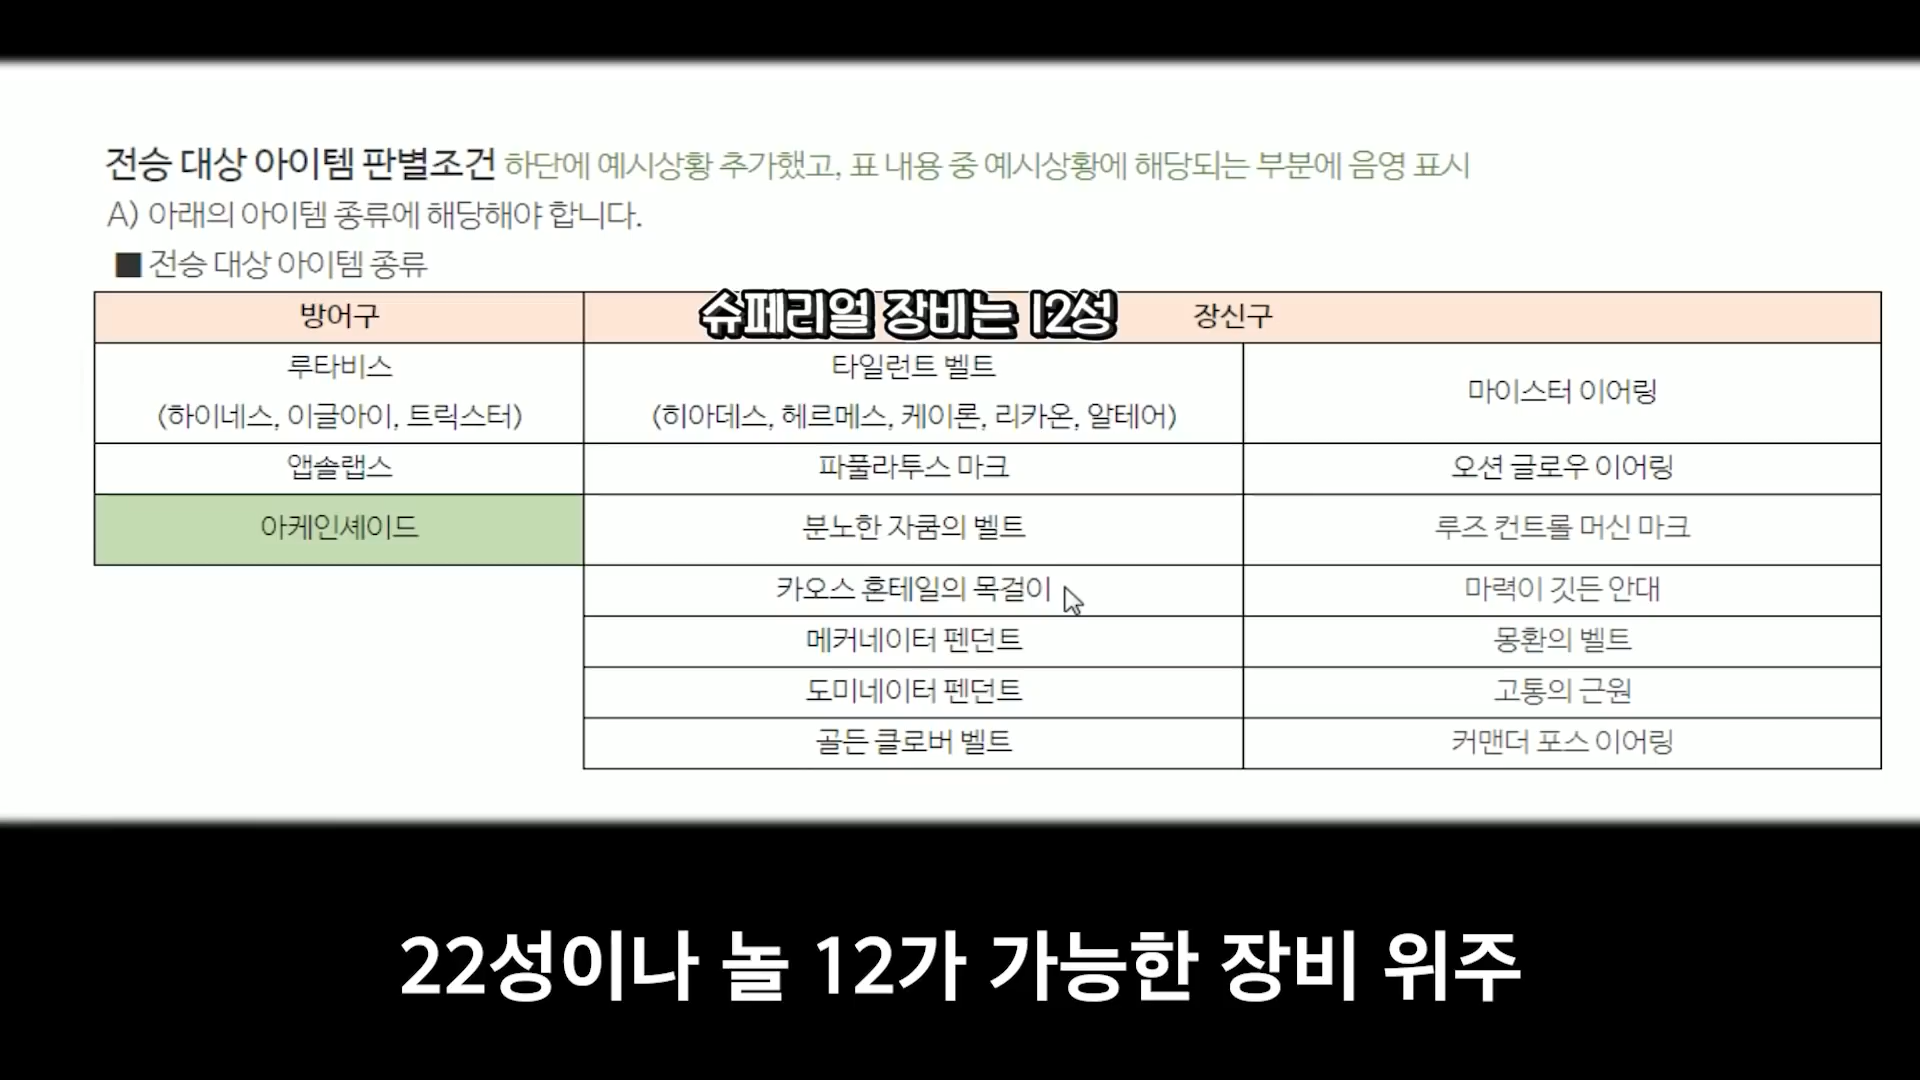 전승 대상 아이템 판별조건 하단에 예시상황 추가했고, 표 내용 중 예시상황에 해당되는 부분에 음영 표시
A) 아래의 아이템 종류에 해당해야 합니다.
■ 전승 대상 아이템 종류
방어구
슈페리얼 장비는 12성
장신구
루타비스
(하이네스, 이글아이, 트릭스터)
타일런트 벨트
(히아데스, 헤르메스, 케이론, 리카온, 알테어)
마이스터 이어링
앱솔랩스
파풀라투스 마크
오션 글로우 이어링
아케인셰이드
분노한 자쿰의 벨트
루즈 컨트롤 머신 마크
카오스 혼테일의 목걸이
마력이 깃든 안대
메커네이터 펜던트
몽환의 벨트
도미네이터 펜던트
고통의 근원
골든 클로버 벨트
커맨더 포스 이어링
22성이나 놀 12가 가능한 장비 위주